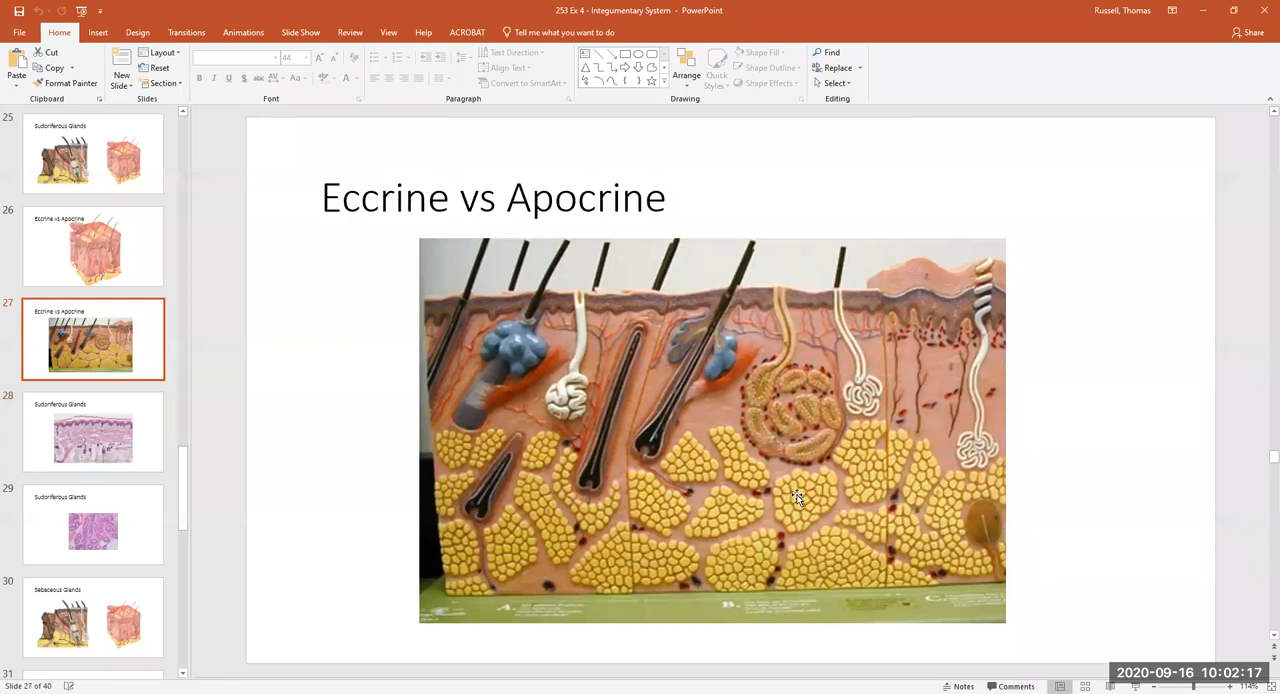 253 Ex 4 - Integumentary System - PowerPoint
Russell, Thomas
File Home Insert Design Transitions Animations Slide Show Review View Help ACROBAT Tell me what you want to do Share
Paste
Cut
Copy
Format Painter
Clipboard
New Slide
Layout
Reset
Section
Slides
44
B I U S abc AV Aa A
Font
Text Direction
Align Text
Convert to SmartArt
Paragraph
Arrange
Quick Styles
Shape Fill
Shape Outline
Shape Effects
Drawing
Find
Replace
Select
Editing
25
Sudoriferous Glands
26
Eccrine vs Apocrine
27
Eccrine vs Apocrine
28
Sudoriferous Glands
29
Sudoriferous Glands
30
Sebaceous Glands
31
Eccrine vs Apocrine
A.
B.
C.
2020-09-16 10:02:17
Slide 27 of 40
Notes
Comments
114%